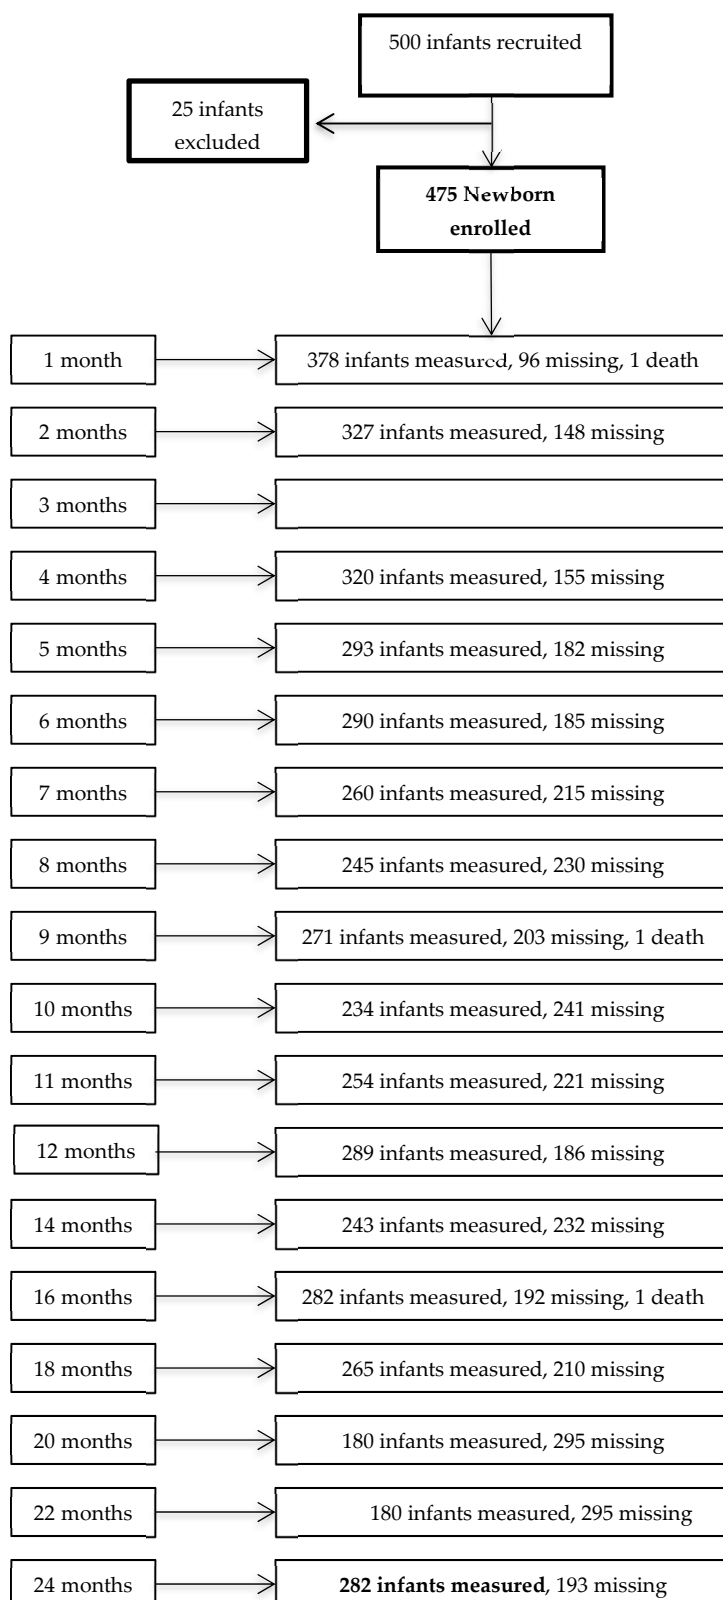 500 infants recruited
25 infants
excluded
475 Newborn
enrolled
1 month
378 infants measured, 96 missing, 1 death
2 months
327 infants measured, 148 missing
3 months
4 months
320 infants measured, 155 missing
5 months
293 infants measured, 182 missing
6 months
290 infants measured, 185 missing
7 months
260 infants measured, 215 missing
8 months
245 infants measured, 230 missing
9 months
271 infants measured, 203 missing, 1 death
10 months
234 infants measured, 241 missing
11 months
254 infants measured, 221 missing
12 months
289 infants measured, 186 missing
14 months
243 infants measured, 232 missing
16 months
282 infants measured, 192 missing, 1 death
18 months
265 infants measured, 210 missing
20 months
180 infants measured, 295 missing
22 months
180 infants measured, 295 missing
24 months
282 infants measured, 193 missing